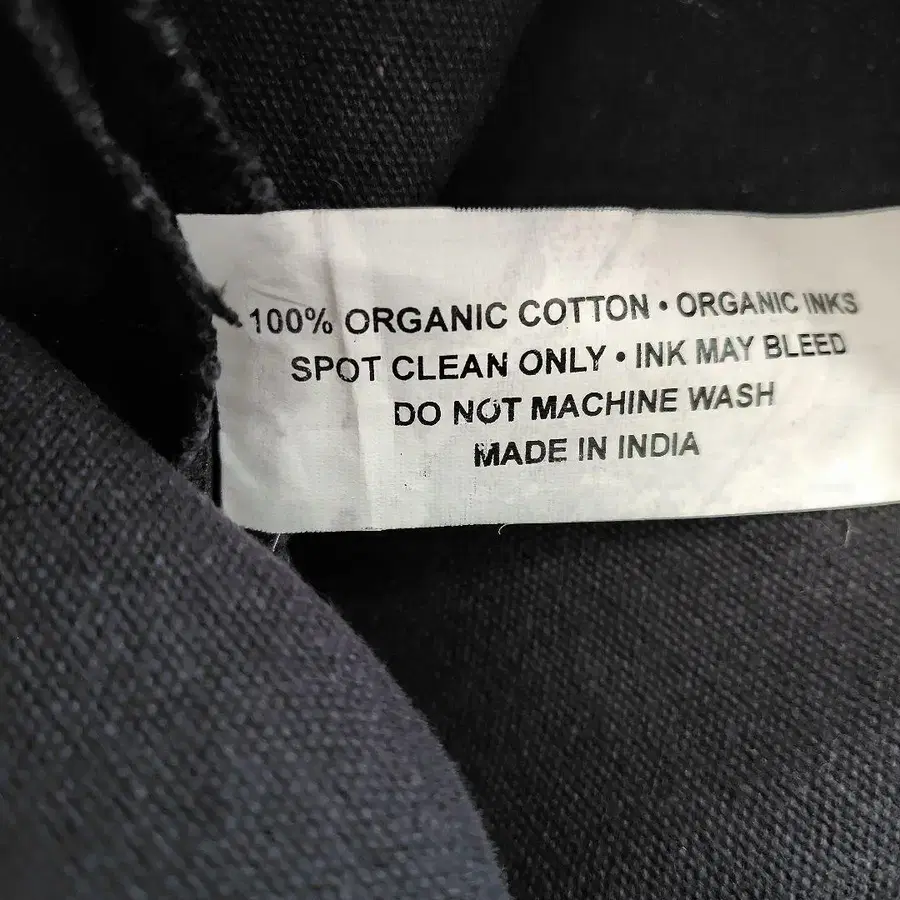 100% ORGANIC COTTON • ORGANIC INKS
SPOT CLEAN ONLY • INK MAY BLEED
DO NOT MACHINE WASH
MADE IN INDIA